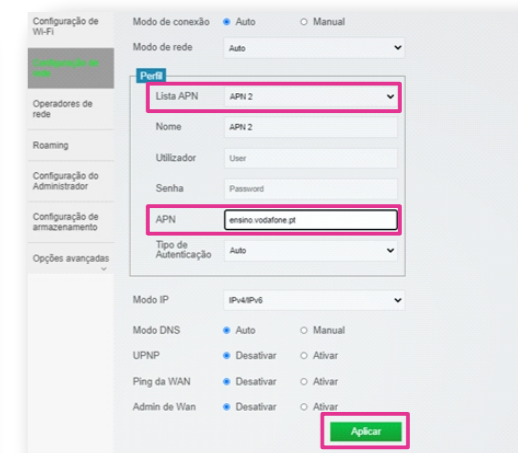 Configuração de
Wi-Fi
Configuração de
rede
Operadores de
rede
Roaming
Configuração do
Administrador
Configuração de
armazenamento
Opções avançadas
Modo de conexão Auto Manual
Modo de rede Auto
Perfil
Lista APN APN 2
Nome APN 2
Utilizador User
Senha Password
APN ensino.vodafone.pt
Tipo de
Autenticação Auto
Modo IP IPv4/IPv6
Modo DNS Auto Manual
UPNP Desativar Ativar
Ping da WAN Desativar Ativar
Admin de Wan Desativar Ativar
Aplicar